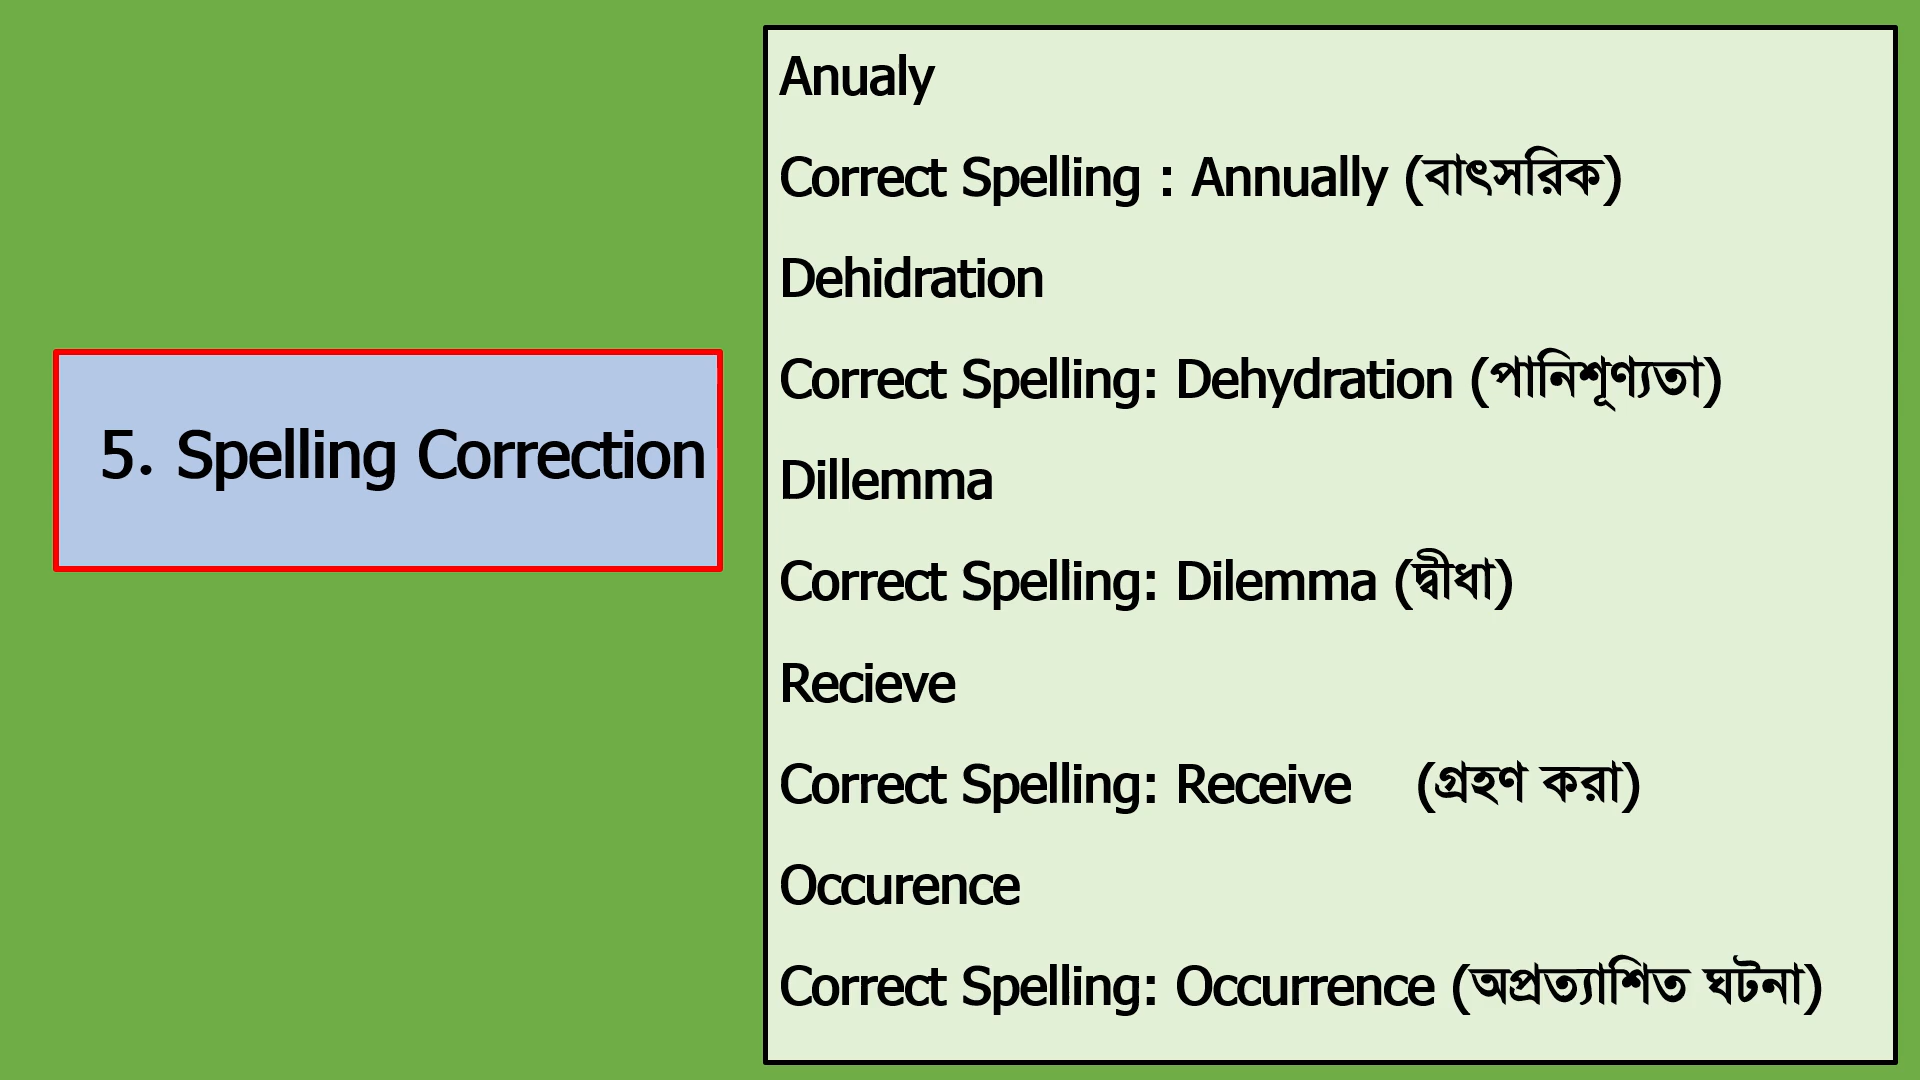 5. Spelling Correction
Anualy
Correct Spelling : Annually (বাৎসরিক)
Dehidration
Correct Spelling: Dehydration (পানিশূণ্যতা)
Dillemma
Correct Spelling: Dilemma (দ্বীধা)
Recieve
Correct Spelling: Receive (গ্রহণ করা)
Occurence
Correct Spelling: Occurrence (অপ্রত্যাশিত ঘটনা)